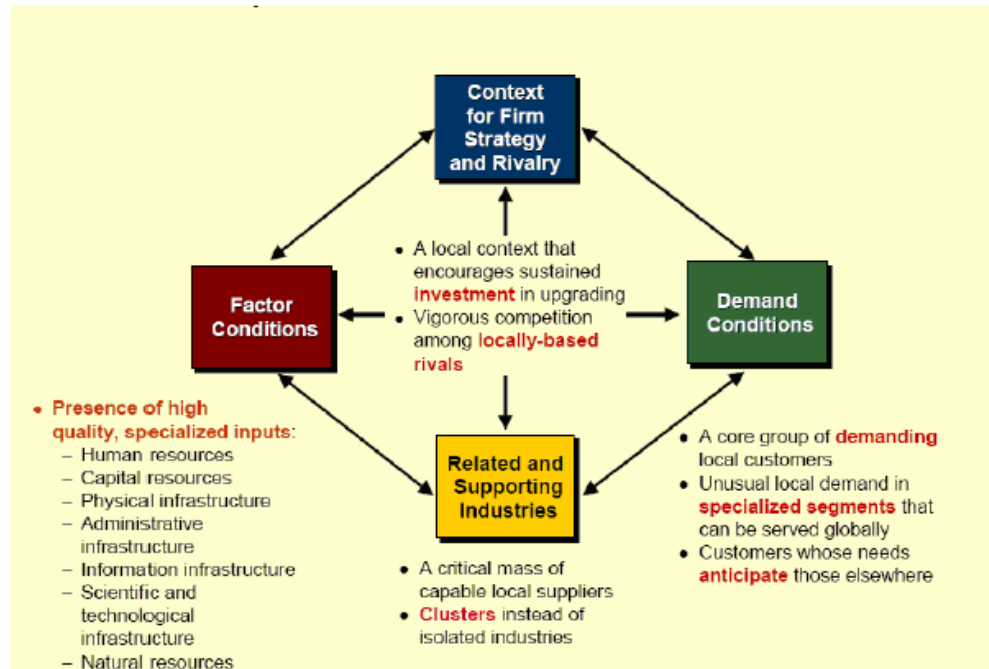 Context
for Firm
Strategy
and Rivalry
• A local context that
encourages sustained
investment in upgrading
• Vigorous competition
among locally-based
rivals
Factor
Conditions
Demand
Conditions
• Presence of high
quality, specialized inputs:
– Human resources
– Capital resources
– Physical infrastructure
– Administrative
infrastructure
– Information infrastructure
– Scientific and
technological
infrastructure
– Natural resources
Related and
Supporting
Industries
• A critical mass of
capable local suppliers
• Clusters instead of
isolated industries
• A core group of demanding
local customers
• Unusual local demand in
specialized segments that
can be served globally
• Customers whose needs
anticipate those elsewhere